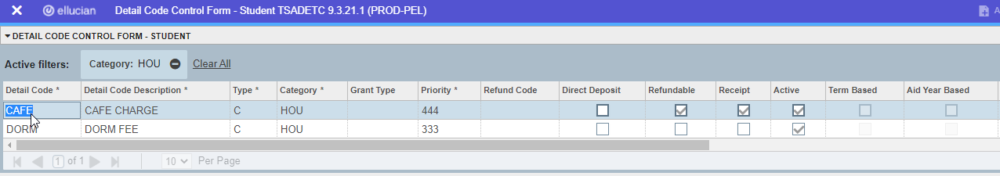 ellucian Detail Code Control Form - Student TSADETC 9.3.21.1 (PROD-PEL) A
DETAIL CODE CONTROL FORM - STUDENT
Active filters: Category: HOU Clear All
Detail Code * Detail Code Description * Type * Category * Grant Type Priority * Refund Code Direct Deposit Refundable Receipt Active Term Based Aid Year Based
CAFE CAFE CHARGE C HOU 444
DORM DORM FEE C HOU 333
1 of 1 10 Per Page